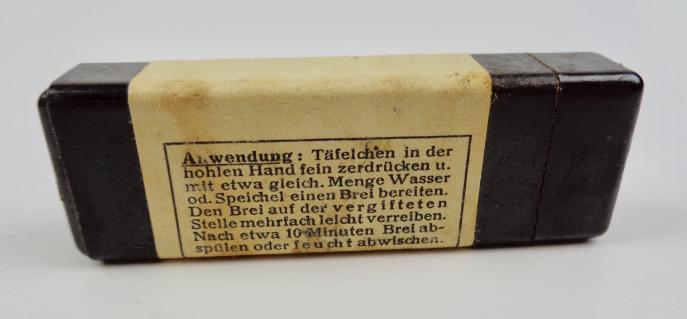 Anwendung: Täfelchen in der
hohlen Hand fein zerdrücken u.
mit etwa gleich. Menge Wasser
od. Speichel einen Brei bereiten.
Den Brei auf der vergifteten
Stelle mehrfach leicht verreiben.
Nach etwa 10 Minuten Brei ab-
spülen oder feucht abwischen.